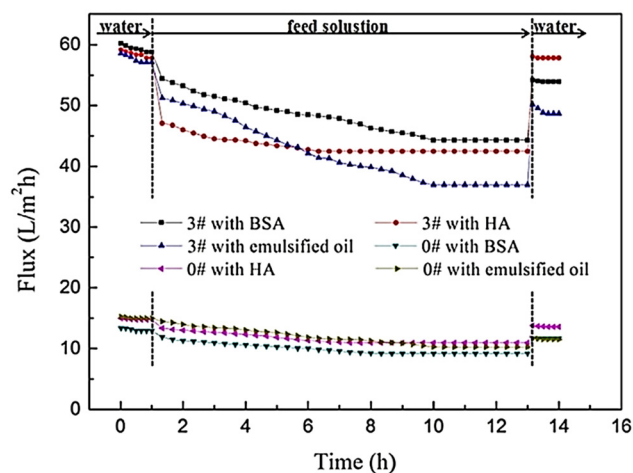 water feed solustion water
60
50
40
30
20
10
0
Flux (L/m²h)
3# with BSA 3# with HA
3# with emulsified oil 0# with BSA
0# with HA 0# with emulsified oil
0 2 4 6 8 10 12 14 16
Time (h)